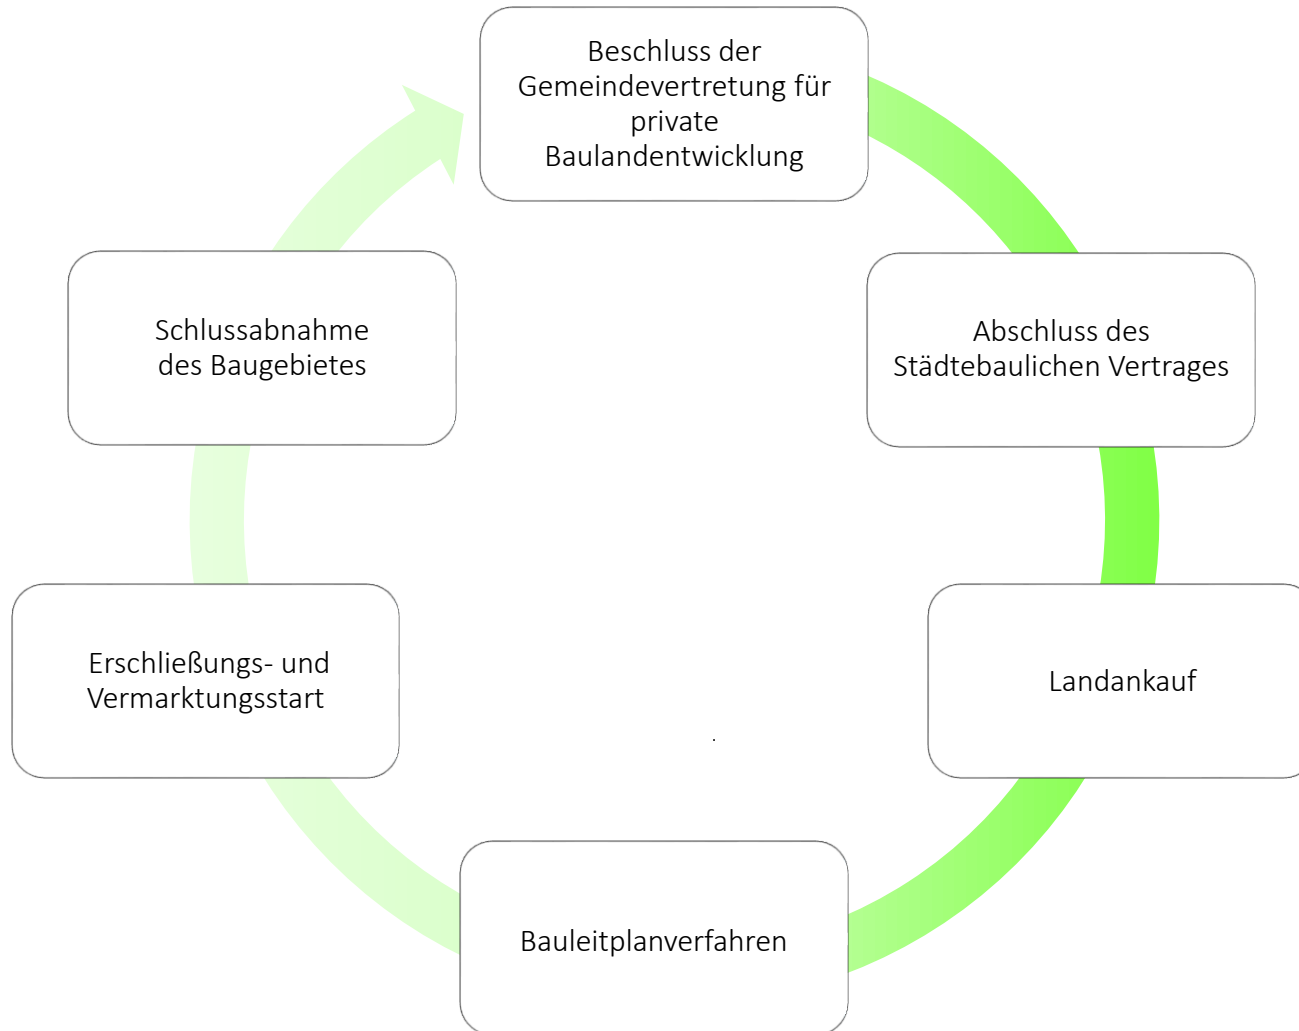 Beschluss der
Gemeindevertretung für
private
Baulandentwicklung
Abschluss des
Städtebaulichen Vertrages
Landankauf
Bauleitplanverfahren
Erschließungs- und
Vermarktungsstart
Schlussabnahme
des Baugebietes